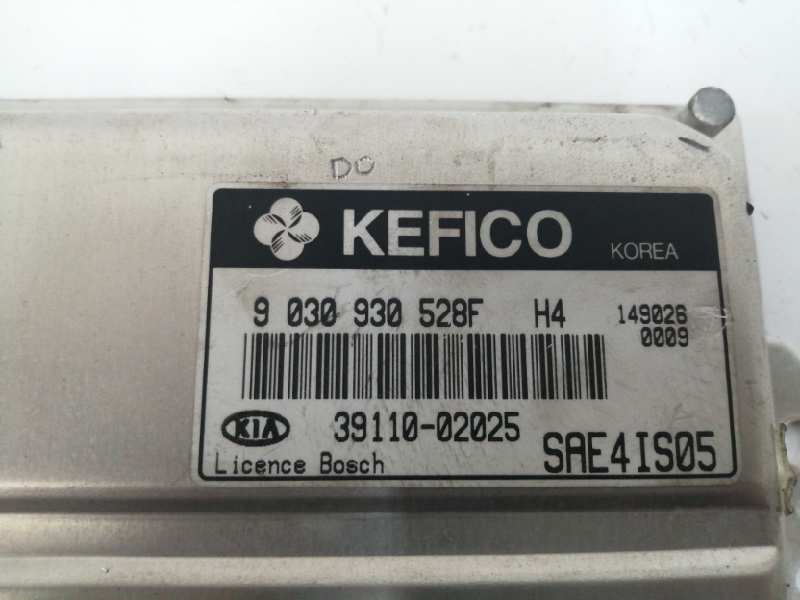 DO
KEFICO KOREA
9 030 930 528F H4 149026
0009
KIA 39110-02025 SAE4IS05
Licence Bosch